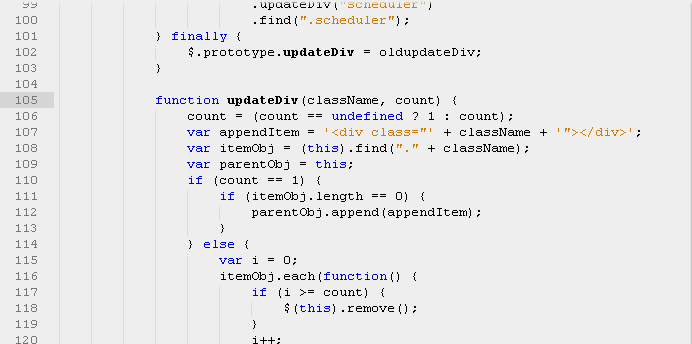 99 .updateDiv("scheduler")
100 .find(".scheduler");
101 } finally {
102 $.prototype.updateDiv = oldupdateDiv;
103 }
104
105 function updateDiv(className, count) {
106 count = (count == undefined ? 1 : count);
107 var appendItem = '<div class="' + className + '"></div>';
108 var itemObj = (this).find("." + className);
109 var parentObj = this;
110 if (count == 1) {
111 if (itemObj.length == 0) {
112 parentObj.append(appendItem);
113 }
114 } else {
115 var i = 0;
116 itemObj.each(function() {
117 if (i >= count) {
118 $(this).remove();
119 }
120 i++;